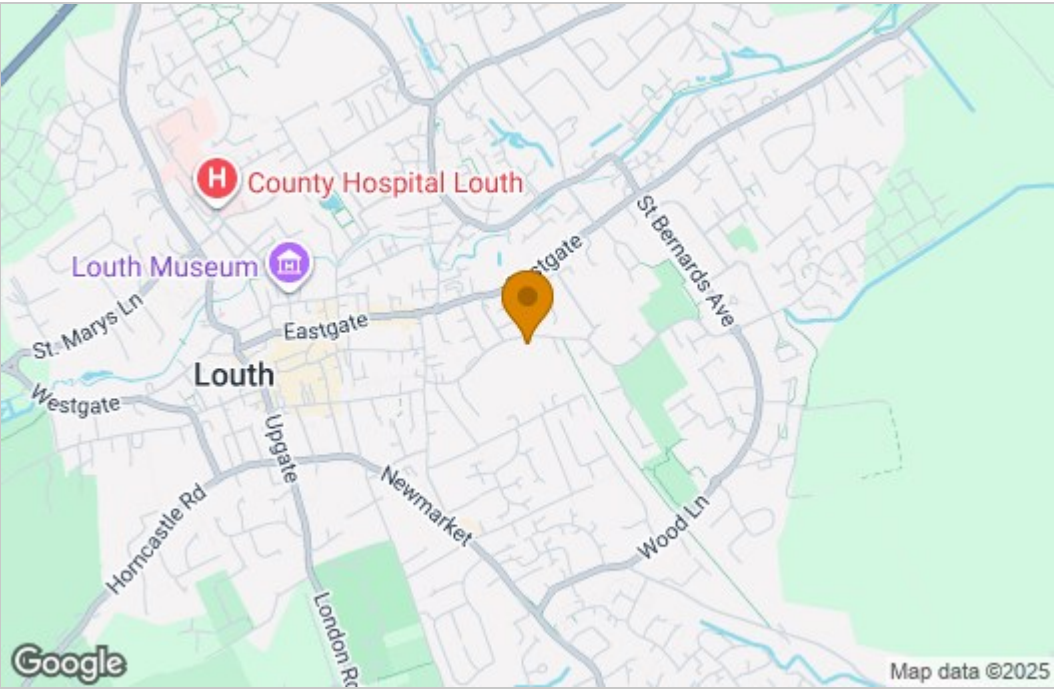 County Hospital Louth
H
St Bernards Ave
Louth Museum
St. Marys Ln
Eastgate
Louth
Westgate
Upgate
Newmarket
Horncastle Rd
Wood Ln
London
Google
Map data ©2025